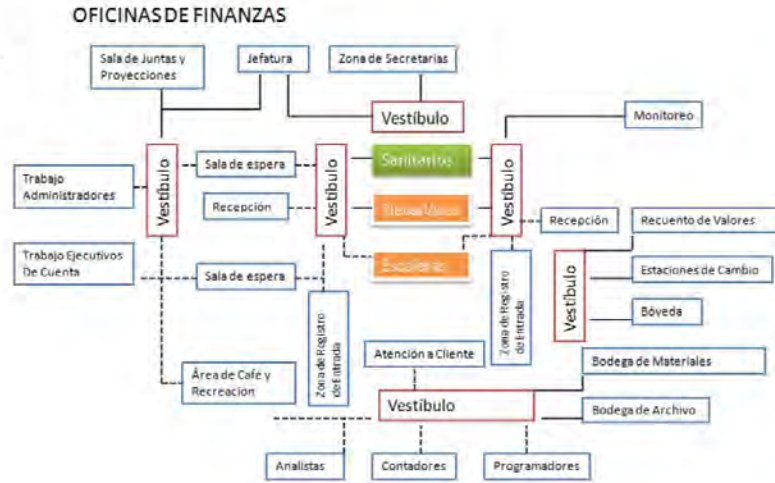 OFICINAS DE FINANZAS
Sala de Juntas y
Proyecciones
Jefatura
Zona de Secretarias
Vestíbulo
Monitoreo
Vestíbulo
Sala de espera
Vestíbulo
Sanitarios
Vestíbulo
Trabajo
Administradores
Recepción
Elevadores
Recepción
Recuento de Valores
Trabajo Ejecutivos
De Cuenta
Sala de espera
Escaleras
Vestíbulo
Estaciones de Cambio
Zona de Registro
de Entrada
Zona de Registro
de Entrada
Bóveda
Atención a Cliente
Bodega de Materiales
Área de Café y
Recreación
Vestíbulo
Bodega de Archivo
Analistas
Contadores
Programadores